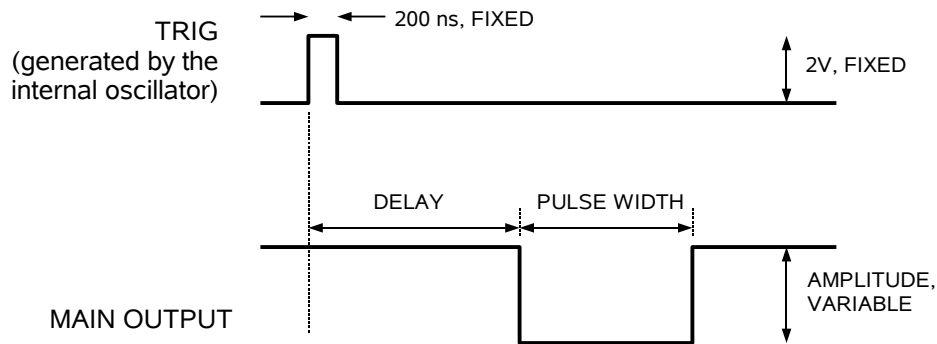 TRIG
(generated by the
internal oscillator)
200 ns, FIXED
2V, FIXED
DELAY
PULSE WIDTH
MAIN OUTPUT
AMPLITUDE,
VARIABLE